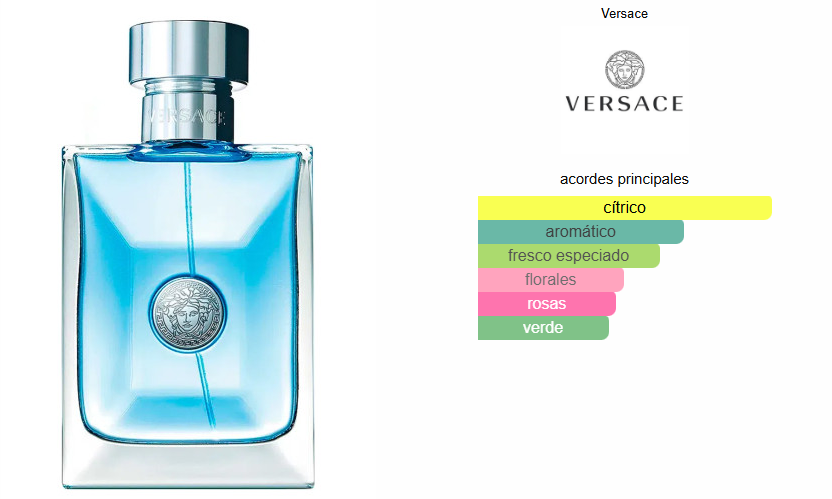 VERSACE
Versace
VERSACE
acordes principales
cítrico
aromático
fresco especiado
florales
rosas
verde